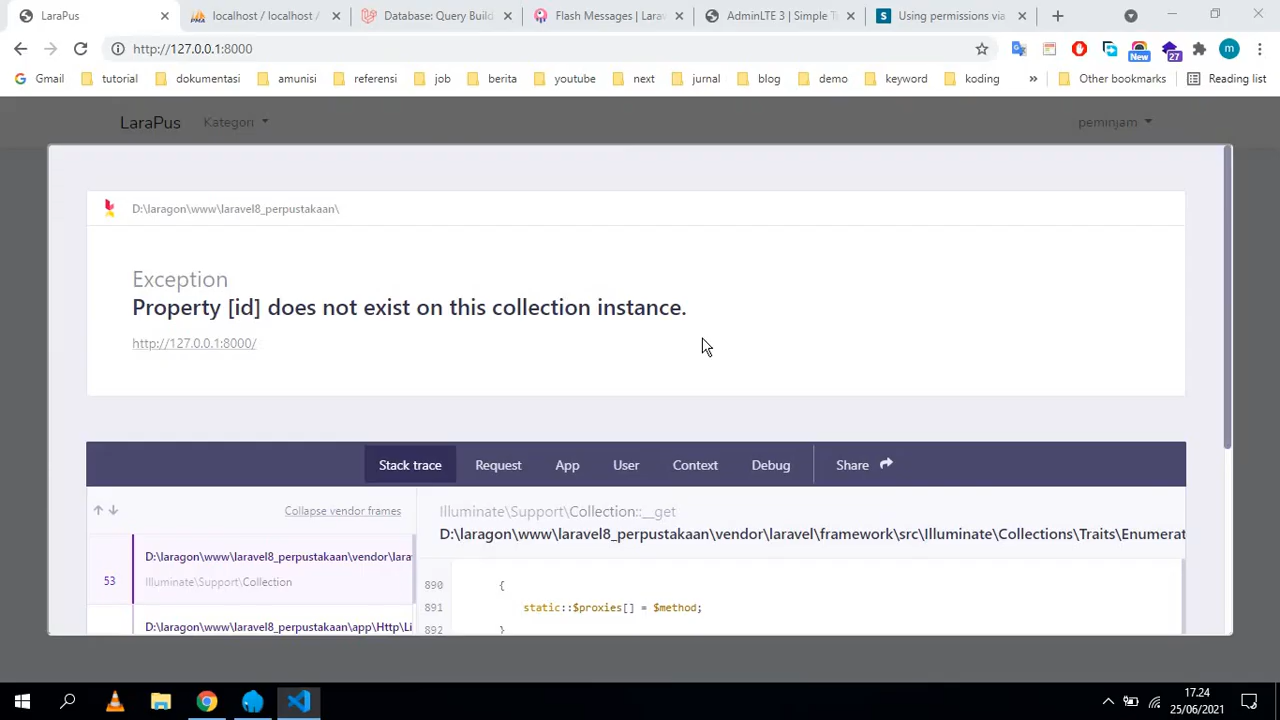 LaraPus
localhost / localhost /
Database: Query Build
Flash Messages | Larav
AdminLTE 3 | Simple T
Using permissions via
http://127.0.0.1:8000
New
27
m
Gmail
tutorial
dokumentasi
amunisi
referensi
job
berita
youtube
next
jurnal
blog
demo
keyword
koding
»
Other bookmarks
Reading list
LaraPus
Kategori
peminjam
D:\laragon\www\laravel8_perpustakaan\
Exception
Property [id] does not exist on this collection instance.
http://127.0.0.1:8000/
Stack trace
Request
App
User
Context
Debug
Share
Collapse vendor frames
Illuminate\Support\Collection::__get
D:\laragon\www\laravel8_perpustakaan\vendor\laravel\framework\src\Illuminate\Collections\Traits\Enumerat
D:\laragon\www\laravel8_perpustakaan\vendor\lara
53
Illuminate\Support\Collection
D:\laragon\www\laravel8_perpustakaan\app\Http\Li
890 {
891 static::$proxies[] = $method;
892 }
17.24
25/06/2021